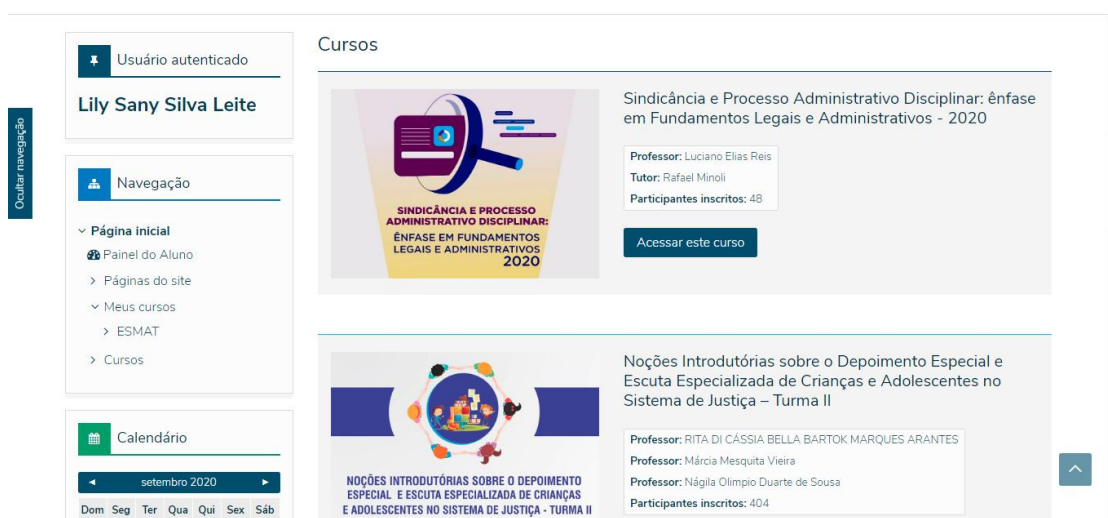 Ocultar navegação
Usuário autenticado
Lily Sany Silva Leite
Navegação
Página inicial
Painel do Aluno
Páginas do site
Meus cursos
ESMAT
Cursos
Calendário
◄ setembro 2020 ►
Dom Seg Ter Qua Qui Sex Sáb
Cursos
SINDICÂNCIA E PROCESSO
ADMINISTRATIVO DISCIPLINAR:
ÊNFASE EM FUNDAMENTOS
LEGAIS E ADMINISTRATIVOS
2020
Sindicância e Processo Administrativo Disciplinar: ênfase
em Fundamentos Legais e Administrativos - 2020
Professor: Luciano Elias Reis
Tutor: Rafael Minoli
Participantes inscritos: 48
Acessar este curso
NOÇÕES INTRODUTÓRIAS SOBRE O DEPOIMENTO
ESPECIAL E ESCUTA ESPECIALIZADA DE CRIANÇAS
E ADOLESCENTES NO SISTEMA DE JUSTIÇA - TURMA II
Noções Introdutórias sobre o Depoimento Especial e
Escuta Especializada de Crianças e Adolescentes no
Sistema de Justiça – Turma II
Professor: RITA DI CÁSSIA BELLA BARTOK MARQUES ARANTES
Professor: Márcia Mesquita Vieira
Professor: Nágila Olimpio Duarte de Sousa
Participantes inscritos: 404